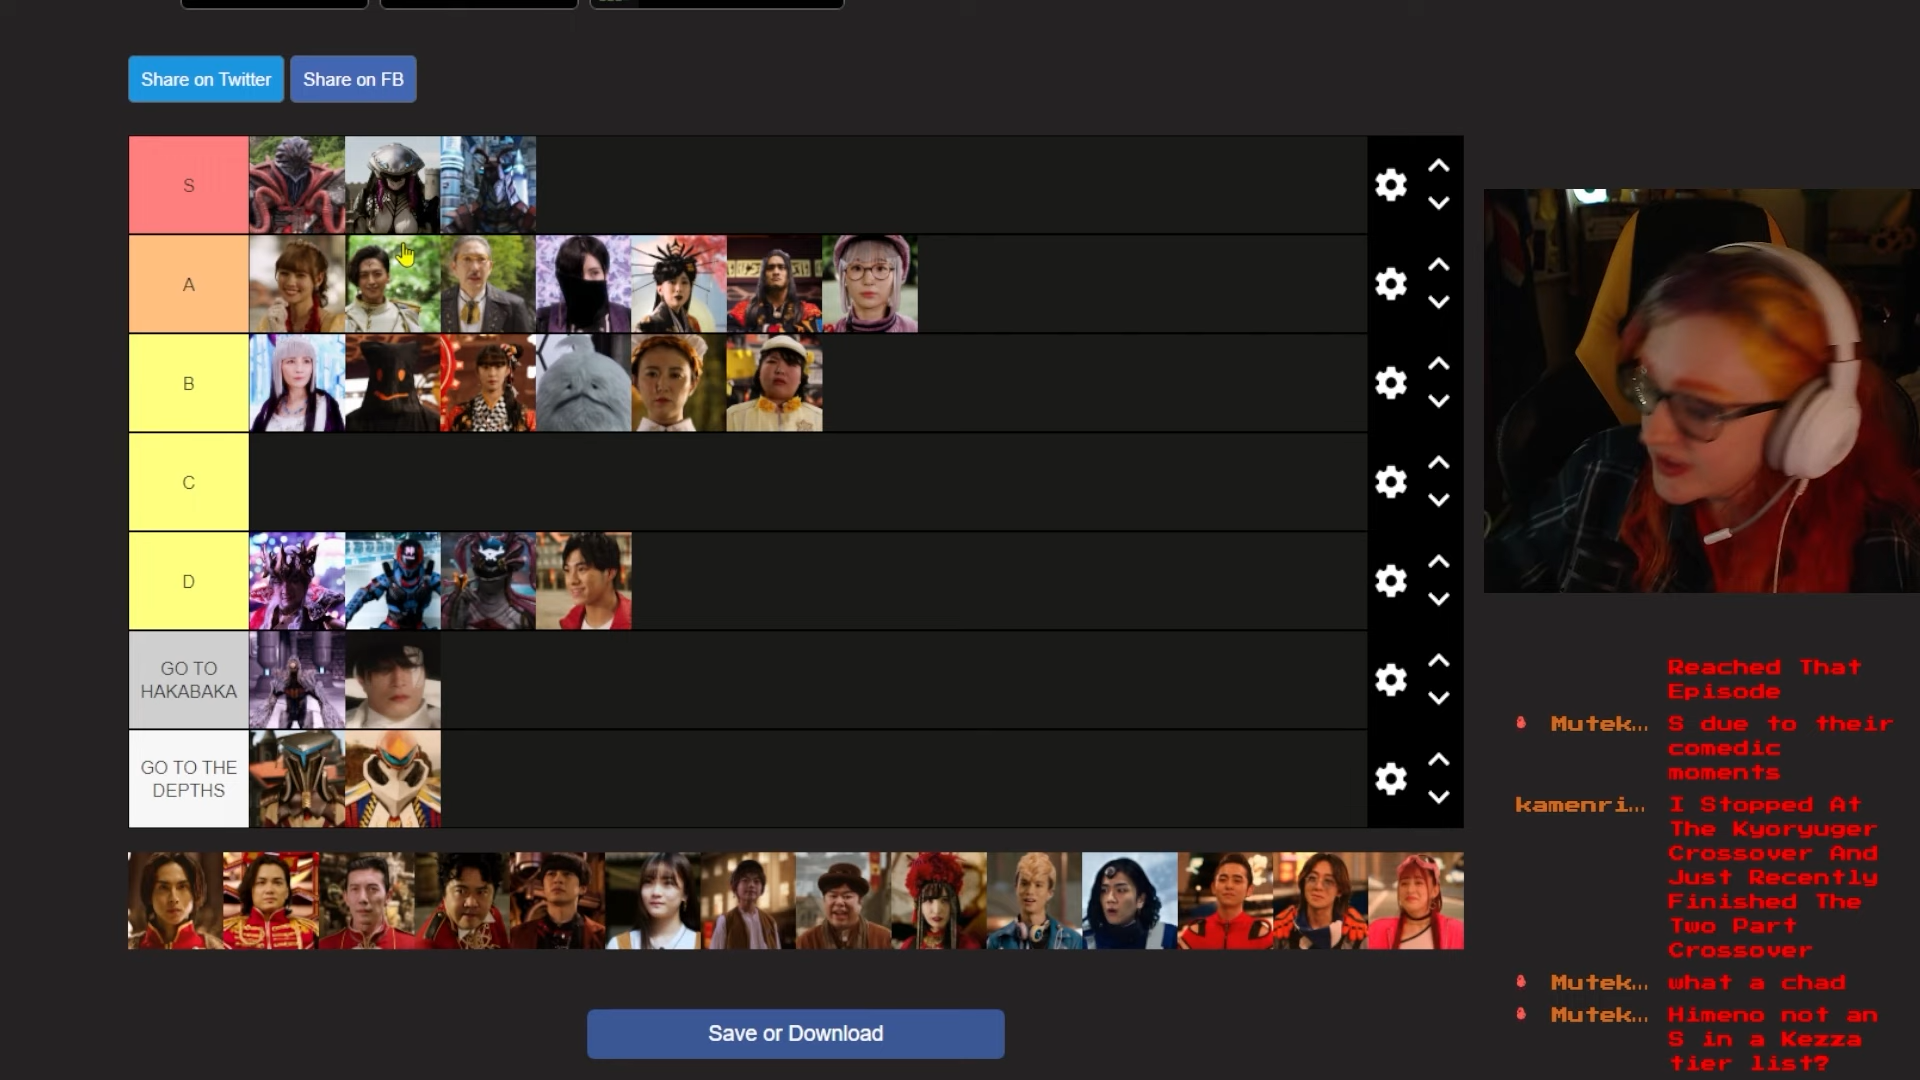 Share on Twitter
Share on FB
S
A
B
C
D
GO TO
HAKABAKA
GO TO THE
DEPTHS
Save or Download
Reached That
Episode
Mutek... S due to their
comedic
moments
kamenri... I Stopped At
The Kyoryuger
Crossover And
Just Recently
Finished The
Two Part
Crossover
Mutek... what a chad
Mutek... Himeno not an
S in a Kezza
tier list?